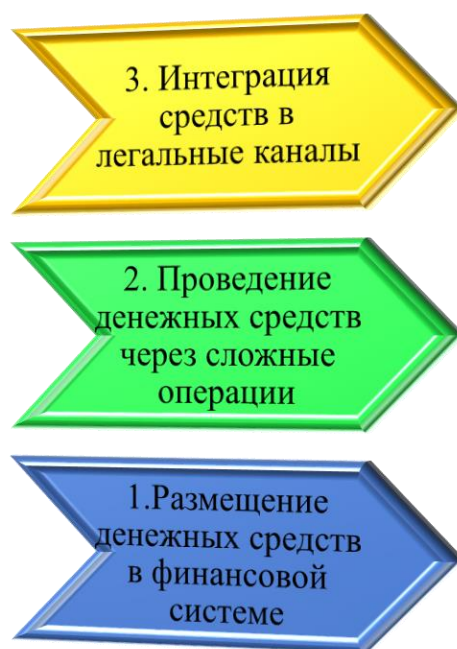 3. Интеграция
средств в
легальные каналы
2. Проведение
денежных средств
через сложные
операции
1.Размещение
денежных средств
в финансовой
системе